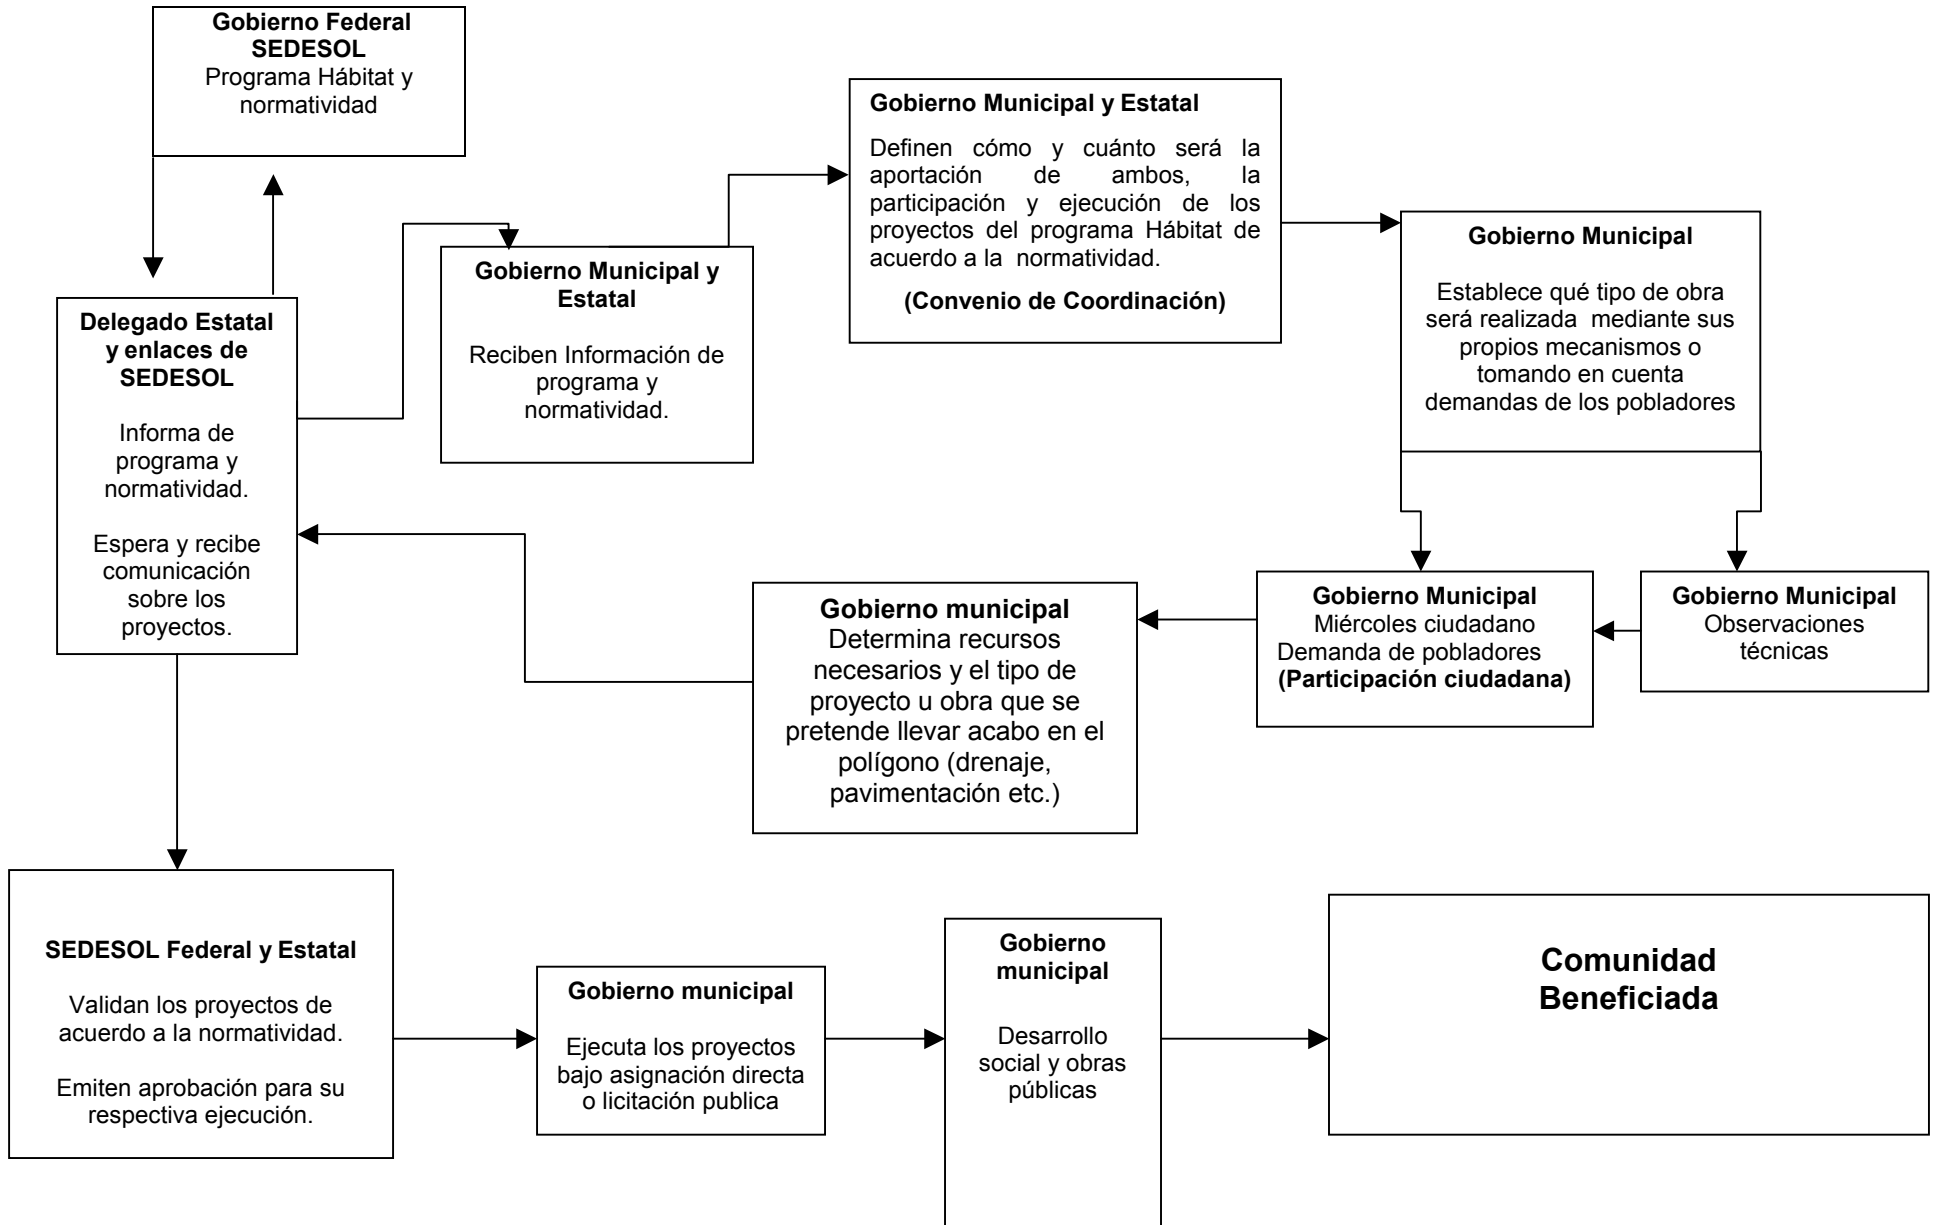 Gobierno Federal
SEDESOL
Programa Hábitat y
normatividad
Delegado Estatal
y enlaces de
SEDESOL
Informa de
programa y
normatividad.
Espera y recibe
comunicación
sobre los
proyectos.
Gobierno Municipal y
Estatal
Reciben Información de
programa y
normatividad.
Gobierno Municipal y Estatal
Definen cómo y cuánto será la
aportación de ambos, la
participación y ejecución de los
proyectos del programa Hábitat de
acuerdo a la normatividad.
(Convenio de Coordinación)
Gobierno Municipal
Establece qué tipo de obra
será realizada mediante sus
propios mecanismos o
tomando en cuenta
demandas de los pobladores
Gobierno Municipal
Observaciones
técnicas
Gobierno Municipal
Miércoles ciudadano
Demanda de pobladores
(Participación ciudadana)
Gobierno municipal
Determina recursos
necesarios y el tipo de
proyecto u obra que se
pretende llevar acabo en el
polígono (drenaje,
pavimentación etc.)
SEDESOL Federal y Estatal
Validan los proyectos de
acuerdo a la normatividad.
Emiten aprobación para su
respectiva ejecución.
Gobierno municipal
Ejecuta los proyectos
bajo asignación directa
o licitación publica
Gobierno
municipal
Desarrollo
social y obras
públicas
Comunidad
Beneficiada